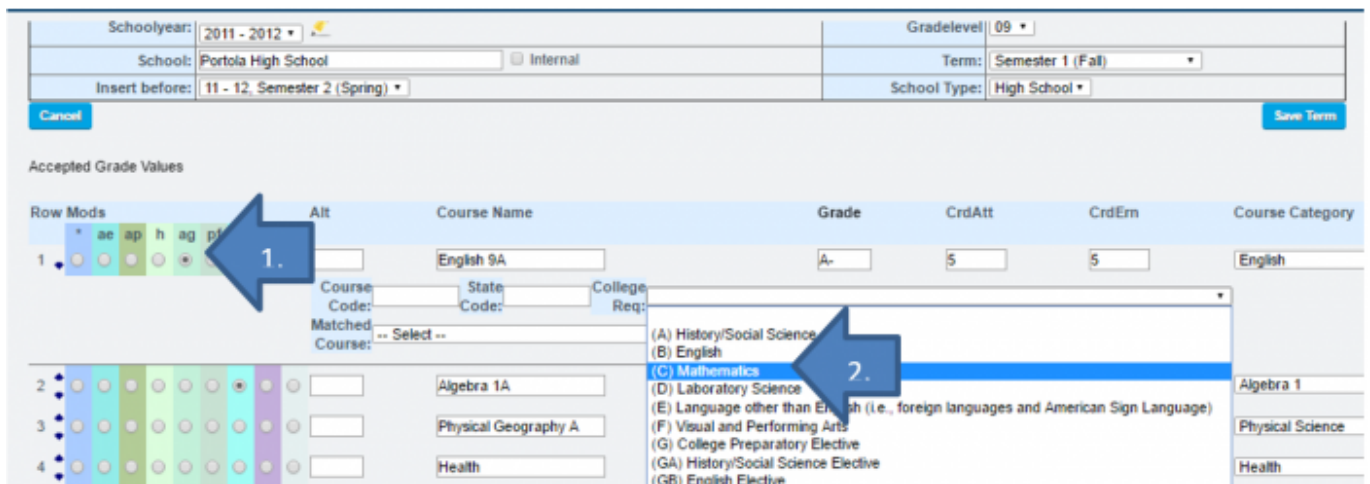 Schoolyear: 2011 - 2012 Gradelevel 09
School: Portola High School Internal Term: Semester 1 (Fall)
Insert before: 11 - 12, Semester 2 (Spring) School Type: High School
Cancel Save Term
Accepted Grade Values
Row Mods Alt Course Name Grade CrdAtt CrdErn Course Category
* ae ap h ag pf
1 1. English 9A A- 5 5 English
Course Code: State Code: College Req:
Matched Course: -- Select --
(A) History/Social Science
(B) English
(C) Mathematics 2.
(D) Laboratory Science
(E) Language other than English (i.e., foreign languages and American Sign Language)
(F) Visual and Performing Arts
(G) College Preparatory Elective
(GA) History/Social Science Elective
(GB) English Elective
2 Algebra 1A Algebra 1
3 Physical Geography A Physical Science
4 Health Health